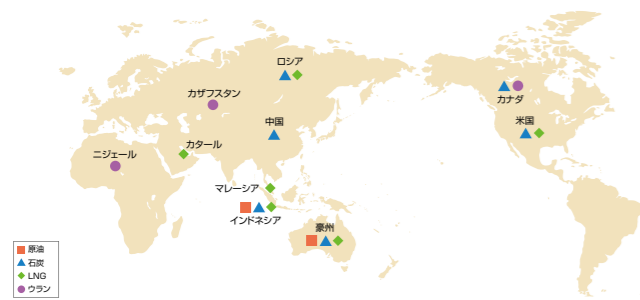 ロシア
カザフスタン
カナダ
中国
米国
ニジェール
カタール
マレーシア
インドネシア
豪州
原油
石炭
LNG
ウラン